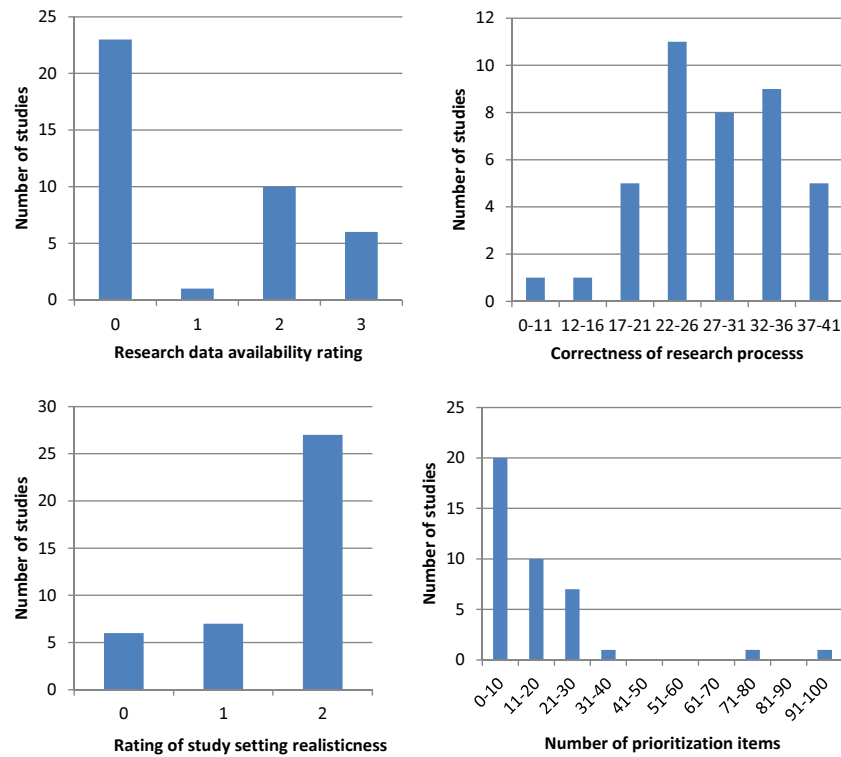 25
20
15
10
5
0
Number of studies
0 1 2 3
Research data availability rating
12
10
8
6
4
2
0
Number of studies
0-11 12-16 17-21 22-26 27-31 32-36 37-41
Correctness of research processs
30
25
20
15
10
5
0
Number of studies
0 1 2
Rating of study setting realisticness
25
20
15
10
5
0
Number of studies
0-10 11-20 21-30 31-40 41-50 51-60 61-70 71-80 81-90 91-100
Number of prioritization items